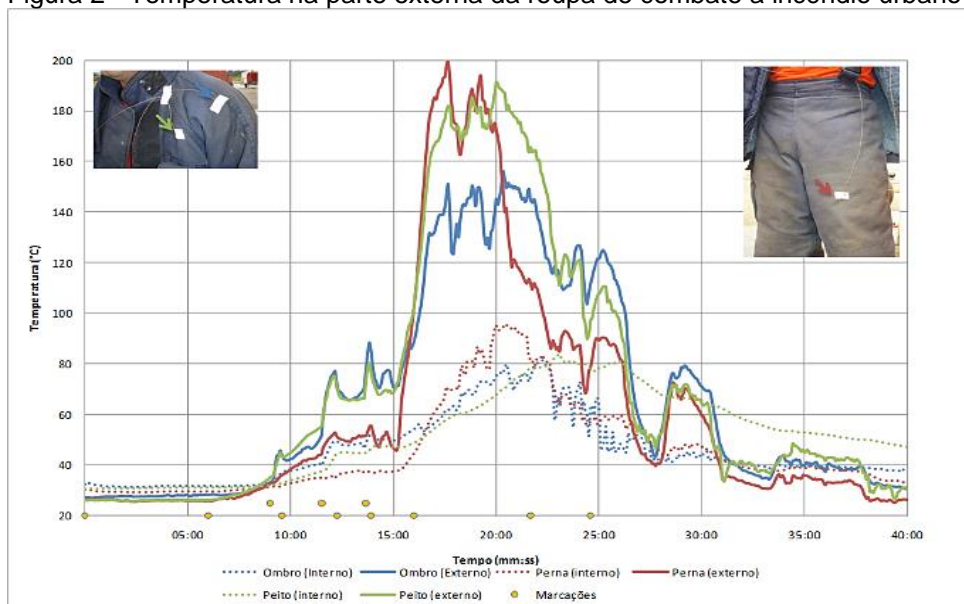 Figura 2 - Temperatura na parte externa da roupa de combate a incêndio urbano
200
180
160
140
120
100
80
60
40
20
Temperatura (°C)
05:00 10:00 15:00 20:00 25:00 30:00 35:00 40:00
Tempo (mm:ss)
Ombro (Interno) Ombro (Externo) Perna (interno) Perna (externo)
Peito (interno) Peito (externo) Marcações